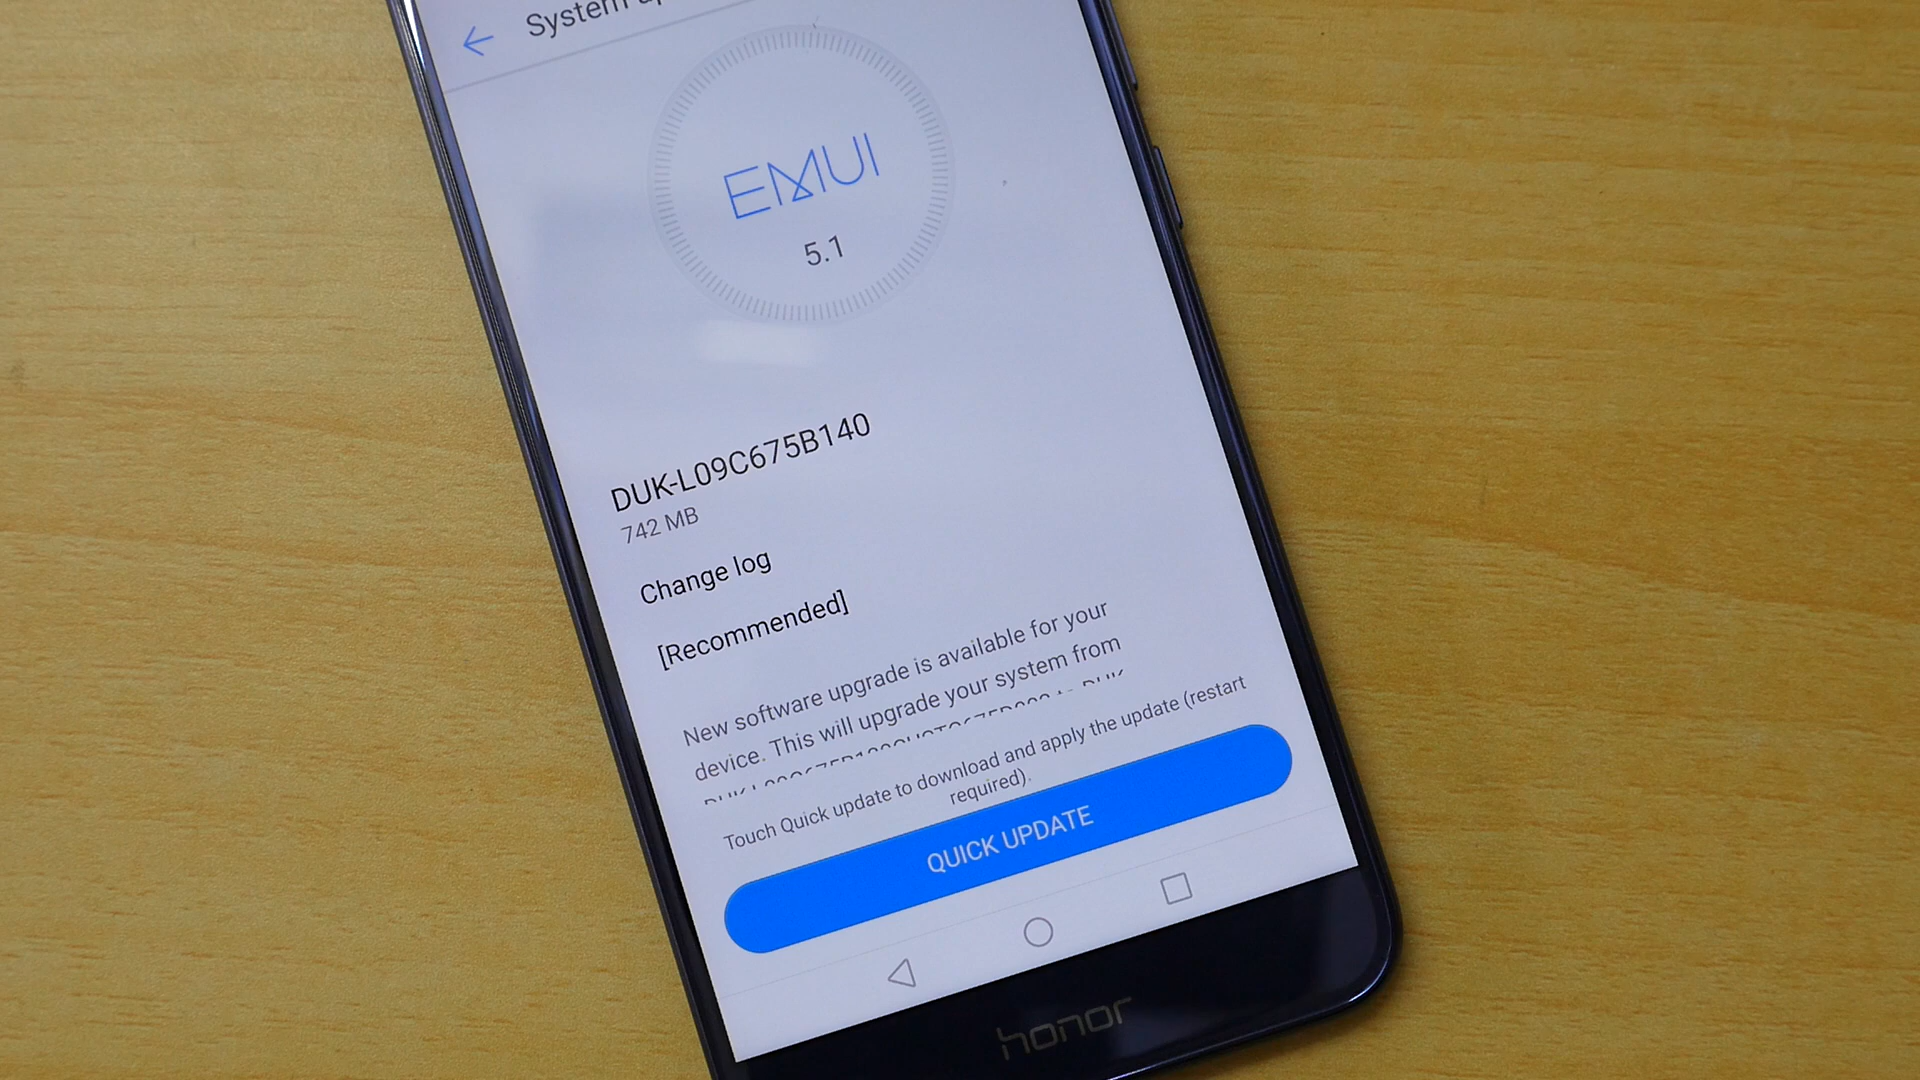 System
EMUI
5.1
DUK-L09C675B140
742 MB
Change log
[Recommended]
New software upgrade is available for your
device. This will upgrade your system from
Touch Quick update to download and apply the update (restart
required).
QUICK UPDATE
honor